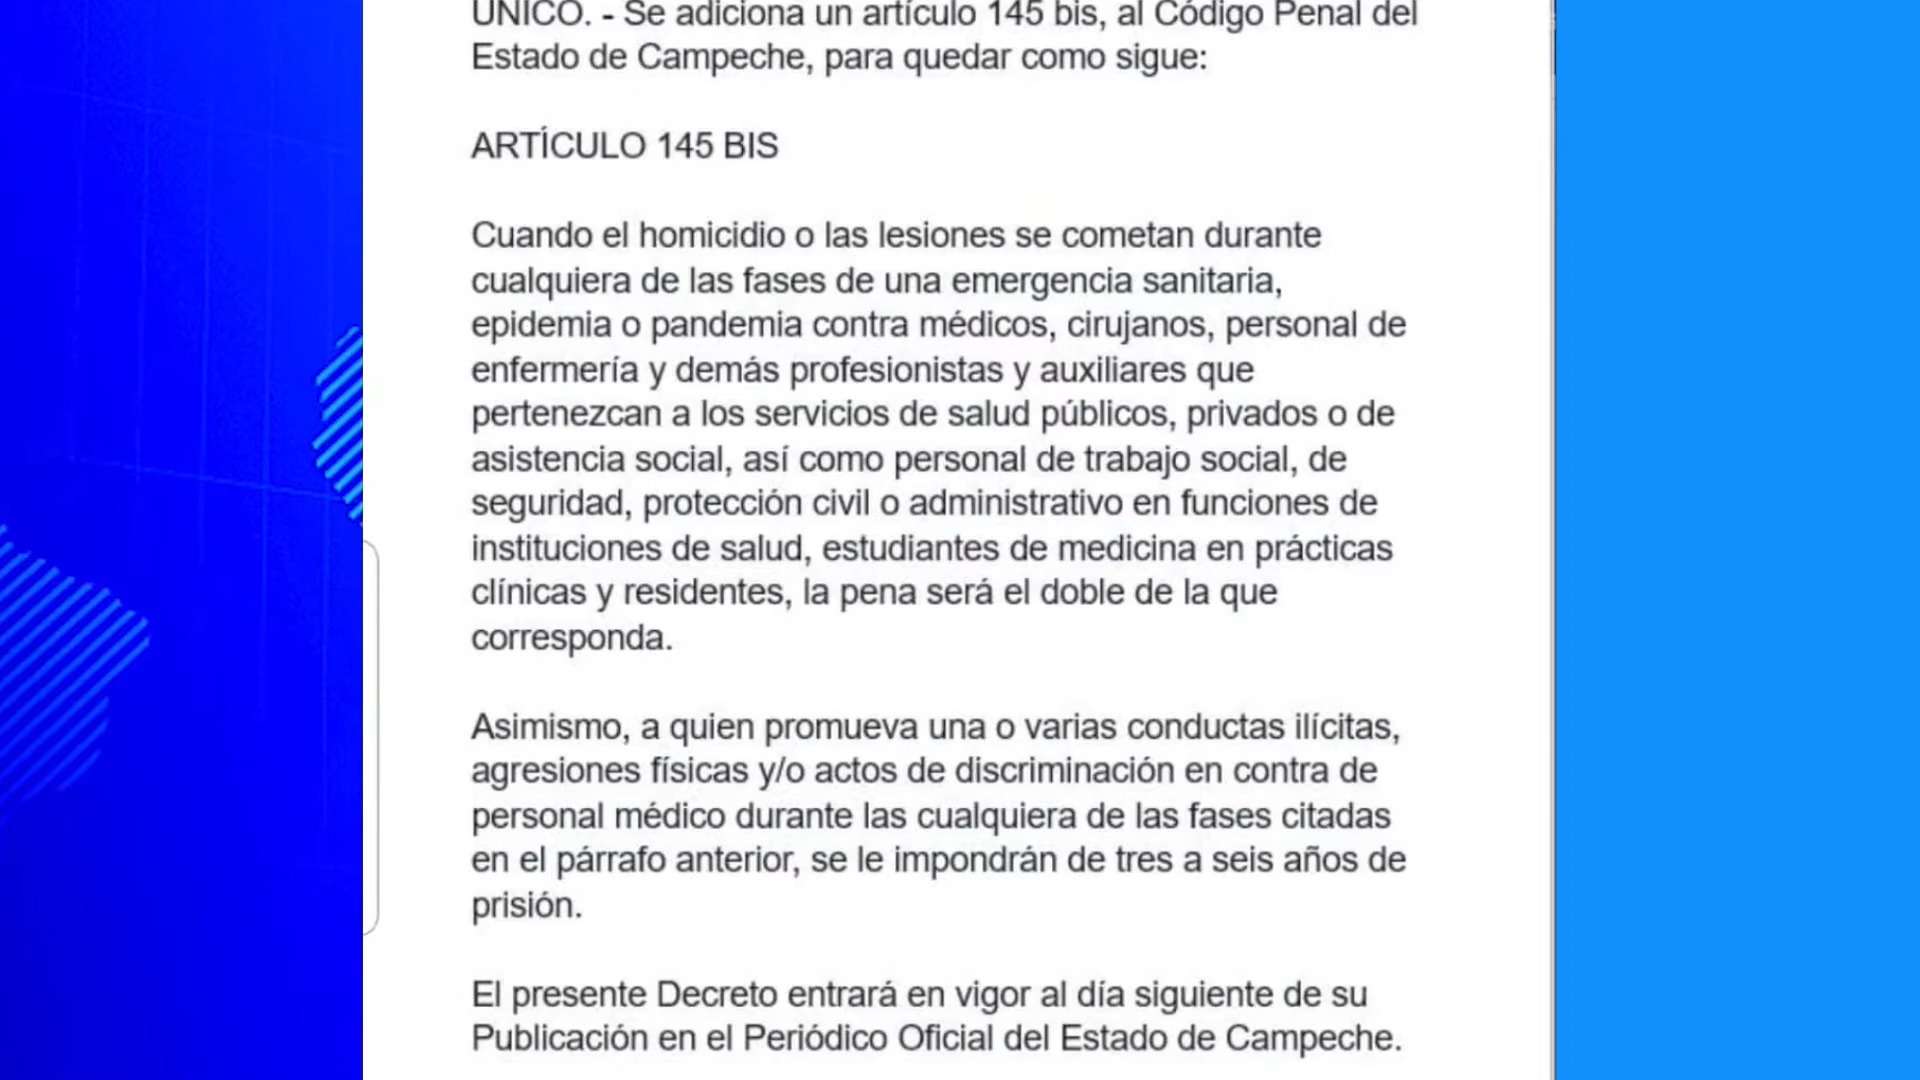 ÚNICO. - Se adiciona un artículo 145 bis, al Código Penal del
Estado de Campeche, para quedar como sigue:
ARTÍCULO 145 BIS
Cuando el homicidio o las lesiones se cometan durante
cualquiera de las fases de una emergencia sanitaria,
epidemia o pandemia contra médicos, cirujanos, personal de
enfermería y demás profesionistas y auxiliares que
pertenezcan a los servicios de salud públicos, privados o de
asistencia social, así como personal de trabajo social, de
seguridad, protección civil o administrativo en funciones de
instituciones de salud, estudiantes de medicina en prácticas
clínicas y residentes, la pena será el doble de la que
corresponda.
Asimismo, a quien promueva una o varias conductas ilícitas,
agresiones físicas y/o actos de discriminación en contra de
personal médico durante las cualquiera de las fases citadas
en el párrafo anterior, se le impondrán de tres a seis años de
prisión.
El presente Decreto entrará en vigor al día siguiente de su
Publicación en el Periódico Oficial del Estado de Campeche.